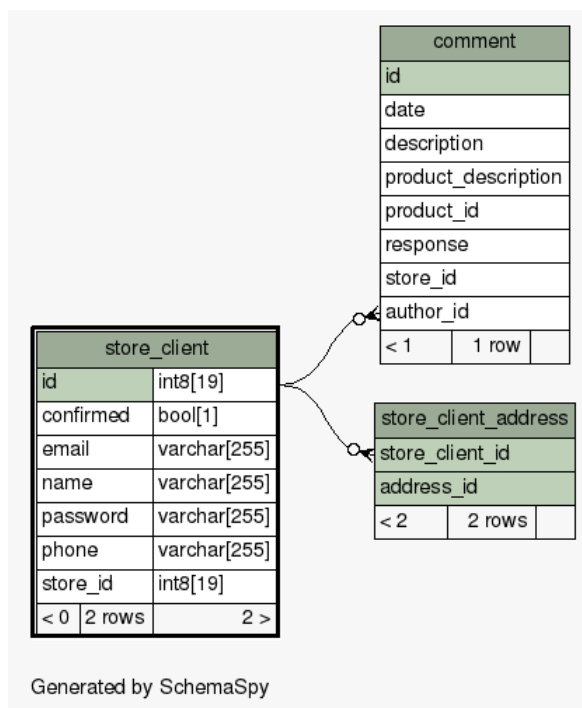 comment
id
date
description
product_description
product_id
response
store_id
author_id
< 1 1 row
store_client
id int8[19]
confirmed bool[1]
email varchar[255]
name varchar[255]
password varchar[255]
phone varchar[255]
store_id int8[19]
< 0 2 rows 2 >
store_client_address
store_client_id
address_id
< 2 2 rows
Generated by SchemaSpy